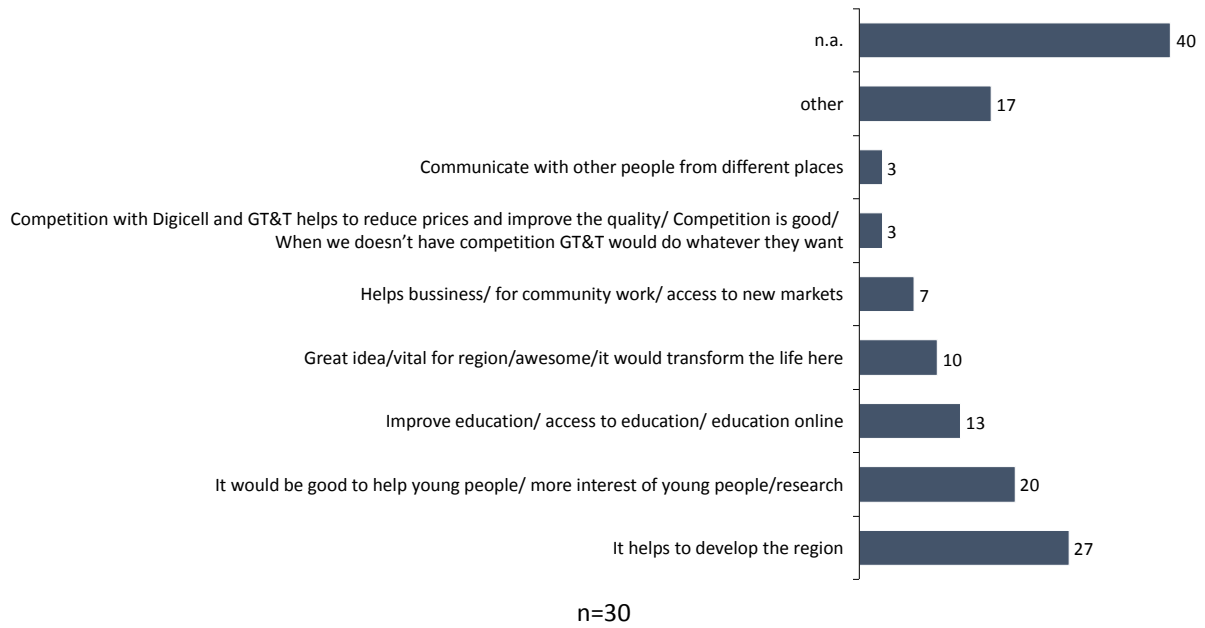 n.a.
40
other
17
Communicate with other people from different places
3
Competition with Digicell and GT&T helps to reduce prices and improve the quality/ Competition is good/
When we doesn’t have competition GT&T would do whatever they want
3
Helps bussiness/ for community work/ access to new markets
7
Great idea/vital for region/awesome/it would transform the life here
10
Improve education/ access to education/ education online
13
It would be good to help young people/ more interest of young people/research
20
It helps to develop the region
27
n=30